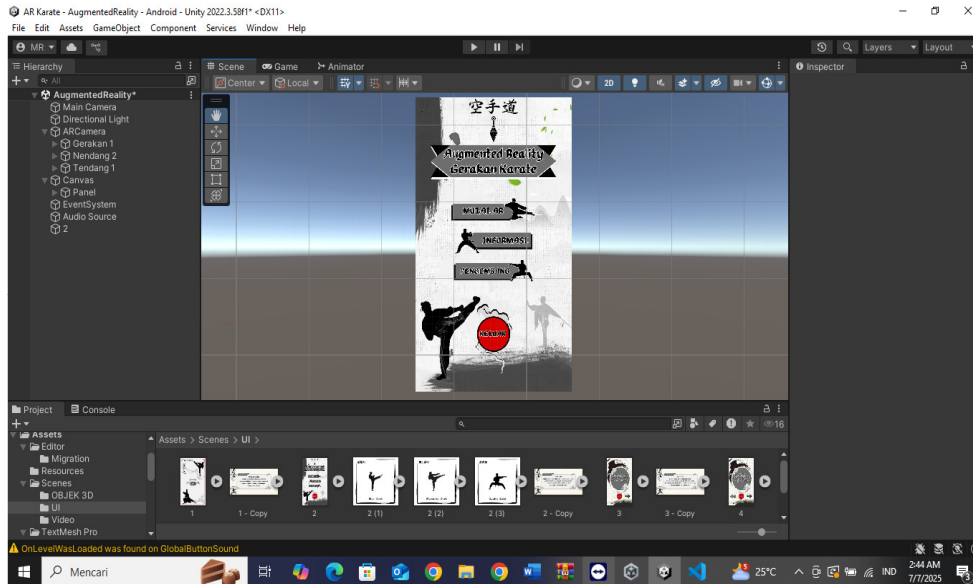 AR Karate - AugmentedReality - Android - Unity 2022.3.58f1* <DX11>
File Edit Assets GameObject Component Services Window Help
MR Layers Layout
Hierarchy
All
AugmentedReality*
Main Camera
Directional Light
ARCamera
Gerakan 1
Nendang 2
Tendang 1
Canvas
Panel
EventSystem
Audio Source
2
Scene Game Animator
Center Local 2D
空手道
Augmented Reality
Gerakan Karate
MULAI AR
INFORMASI
PENGEMBANG
KELUAR
Inspector
Project Console
16
Assets
Editor
Migration
Resources
Scenes
OBJEK 3D
UI
Video
TextMesh Pro
Assets > Scenes > UI >
1 1 - Copy 2 2 (1) 2 (2) 2 (3) 2 - Copy 3 3 - Copy 4
OnLevelWasLoaded was found on GlobalButtonSound
Mencari
25°C IND
2:44 AM
7/7/2025